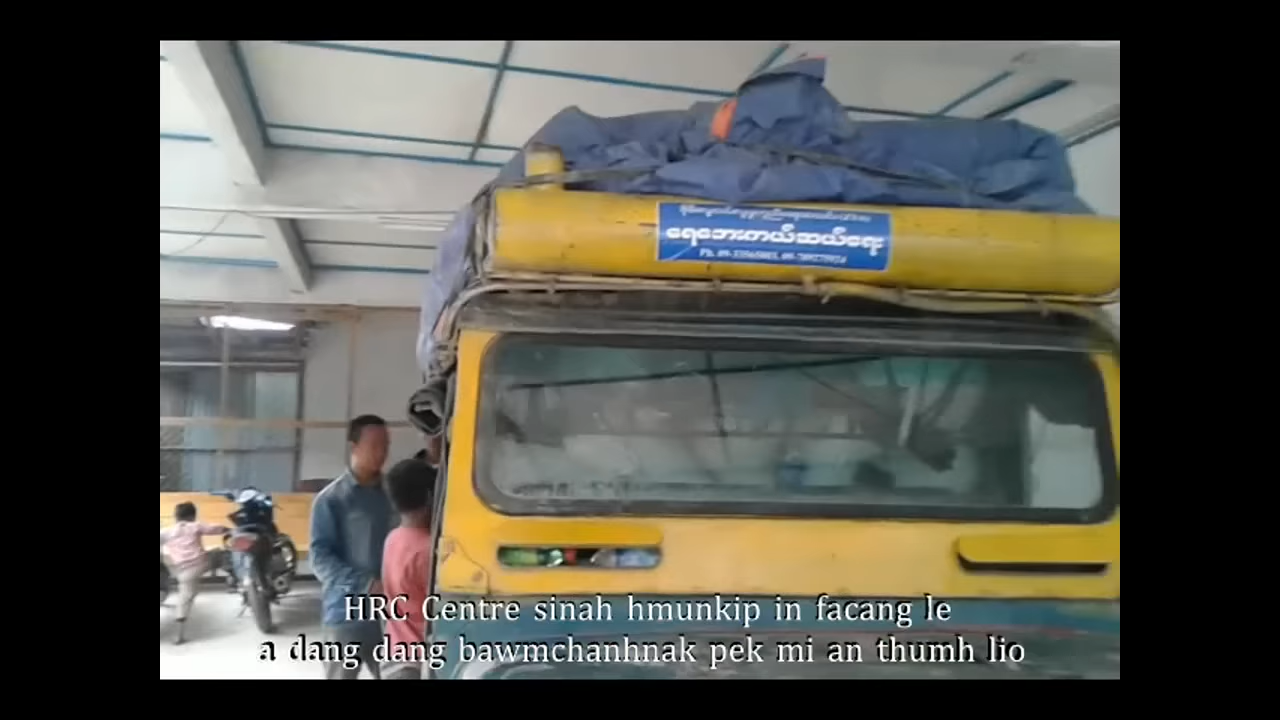 ရေဘေးကယ်ဆယ်ရေး
HRC Centre sinah hmunkip in facang le
a dang dang bawmchanhnak pek mi an thumh lio